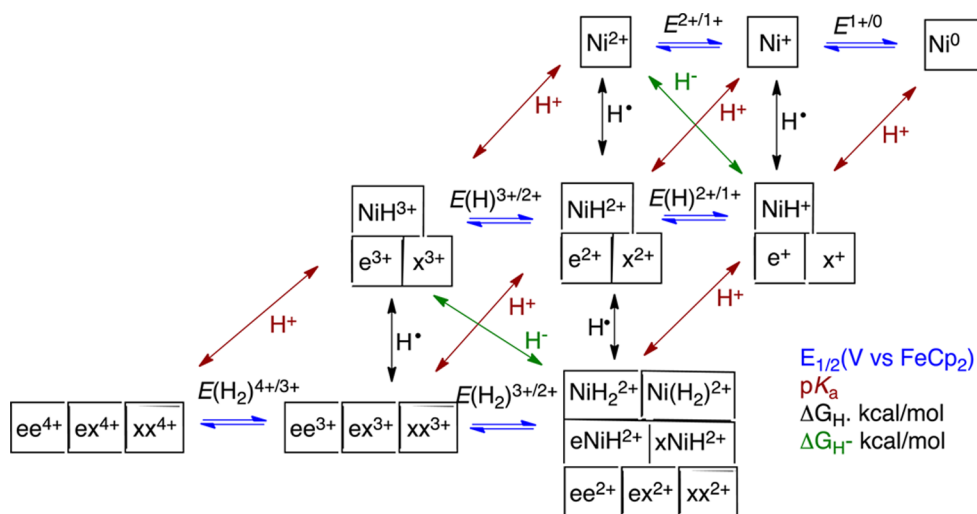 E²⁺/¹⁺ E¹⁺/⁰
Ni²⁺ Ni⁺ Ni⁰
H⁻
H⁺ H• H⁺ H• H⁺
NiH³⁺ E(H)³⁺/²⁺ NiH²⁺ E(H)²⁺/¹⁺ NiH⁺
e³⁺ x³⁺ e²⁺ x²⁺ e⁺ x⁺
H⁺ H• H⁻ H⁺ H• H⁺
E(H₂)⁴⁺/³⁺ E(H₂)³⁺/²⁺
ee⁴⁺ ex⁴⁺ xx⁴⁺ ee³⁺ ex³⁺ xx³⁺
NiH₂²⁺ Ni(H₂)²⁺
eNiH²⁺ xNiH²⁺
ee²⁺ ex²⁺ xx²⁺
E₁/₂(V vs FeCp₂)
pKₐ
ΔG_H• kcal/mol
ΔG_H- kcal/mol